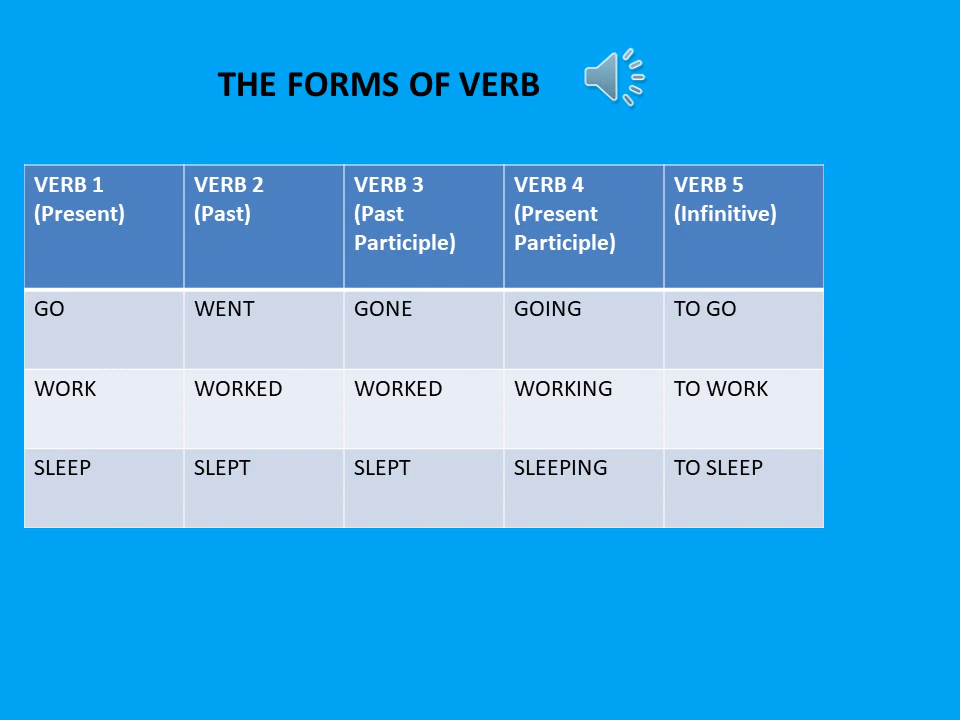 THE FORMS OF VERB
VERB 1 VERB 2 VERB 3 VERB 4 VERB 5
(Present) (Past) (Past (Present (Infinitive)
Participle) Participle)
GO WENT GONE GOING TO GO
WORK WORKED WORKED WORKING TO WORK
SLEEP SLEPT SLEPT SLEEPING TO SLEEP